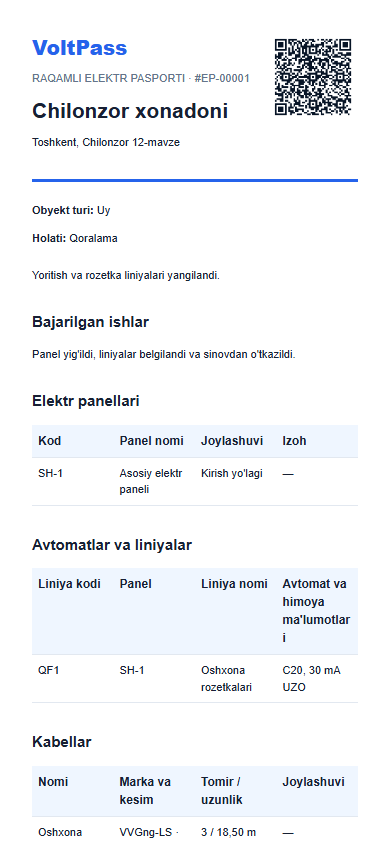 VoltPass
RAQAMLI ELEKTR PASPORTI · #EP-00001
Chilonzor xonadoni
Toshkent, Chilonzor 12-mavze
Obyekt turi: Uy
Holati: Qoralama
Yoritish va rozetka liniyalari yangilandi.
Bajarilgan ishlar
Panel yig'ildi, liniyalar belgilandi va sinovdan o'tkazildi.
Elektr panellari
Kod Panel nomi Joylashuvi Izoh
SH-1 Asosiy elektr Kirish yo'lagi —
paneli
Avtomatlar va liniyalar
Liniya kodi Panel Liniya nomi Avtomat va
himoya
ma'lumotlar
i
QF1 SH-1 Oshxona C20, 30 mA
rozetkalari UZO
Kabellar
Nomi Marka va Tomir / Joylashuvi
kesim uzunlik
Oshxona VVGng-LS · 3 / 18,50 m —